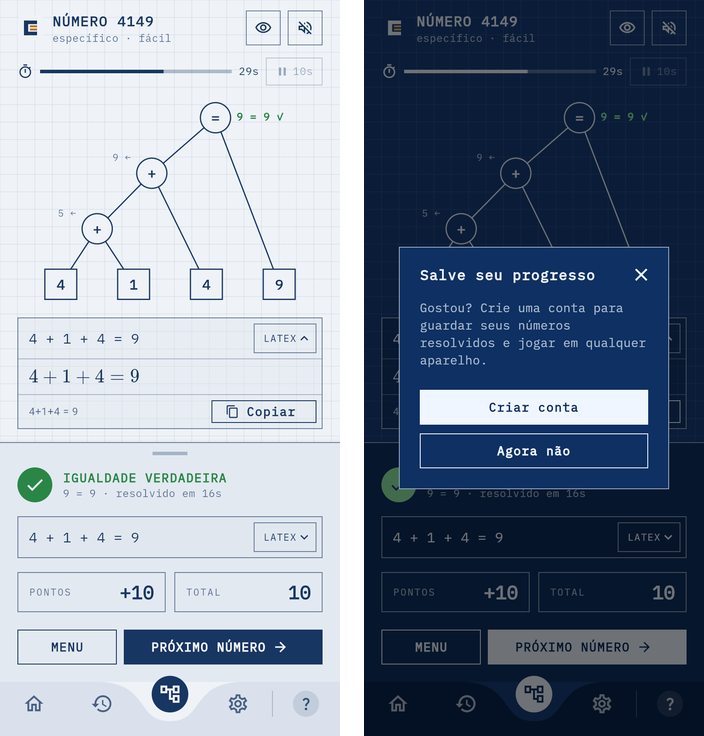 NÚMERO 4149
específico · fácil
29s
10s
=
9 = 9 √
9 ←
+
5 ←
+
4
1
4
9
4 + 1 + 4 = 9
LATEX
4 + 1 + 4 = 9
4+1+4 = 9
Copiar
IGUALDADE VERDADEIRA
9 = 9 · resolvido em 16s
4 + 1 + 4 = 9
LATEX
PONTOS
+10
TOTAL
10
MENU
PRÓXIMO NÚMERO →
?
NÚMERO 4149
específico · fácil
29s
10s
=
9 = 9 √
9 ←
+
5 ←
+
Salve seu progresso
Gostou? Crie uma conta para
guardar seus números
resolvidos e jogar em qualquer
aparelho.
Criar conta
Agora não
9 = 9 · resolvido em 16s
4 + 1 + 4 = 9
LATEX
PONTOS
+10
TOTAL
10
MENU
PRÓXIMO NÚMERO →
?